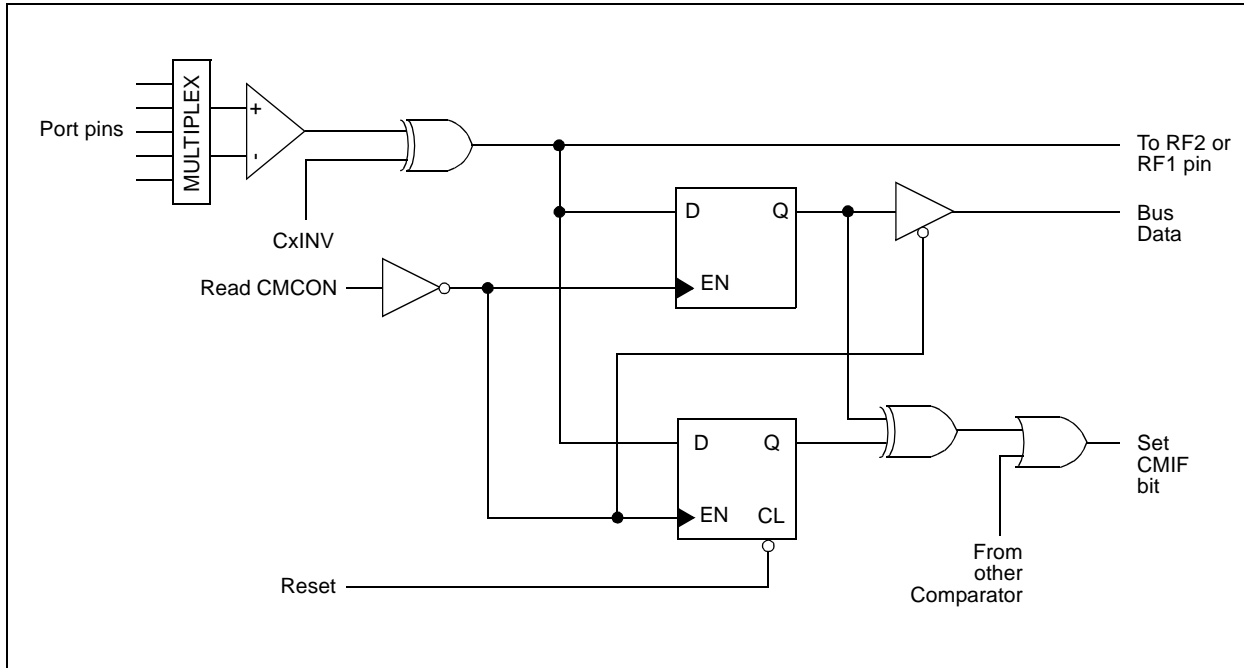 Port pins
MULTIPLEX
+
-
CxINV
To RF2 or
RF1 pin
D
Q
EN
Bus
Data
Read CMCON
D
Q
EN
CL
Set
CMIF
bit
From
other
Comparator
Reset